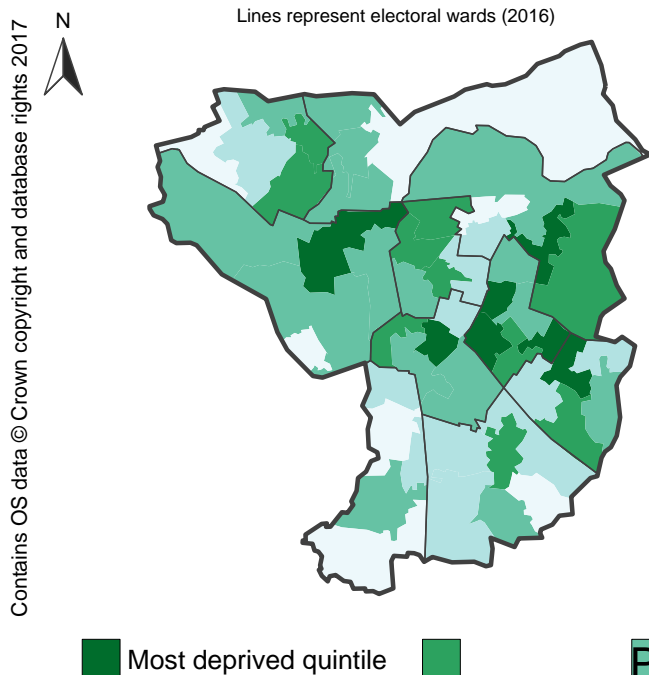 Lines represent electoral wards (2016)
N
Contains OS data © Crown copyright and database rights 2017
Most deprived quintile